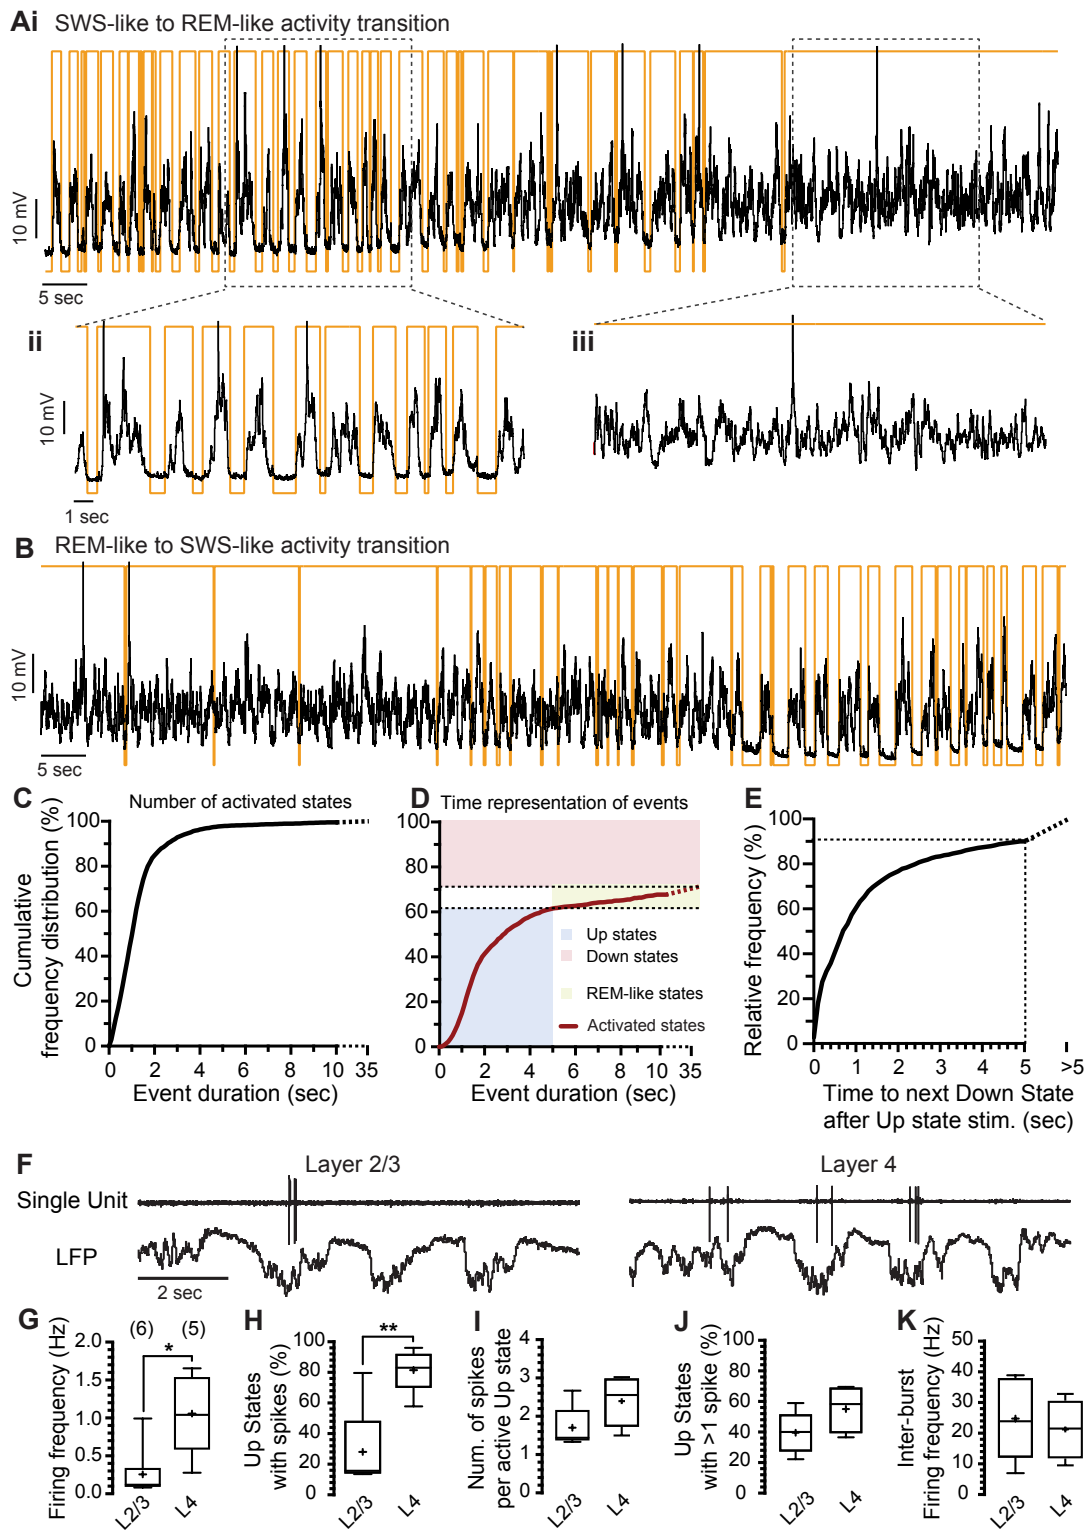 Ai SWS-like to REM-like activity transition
10 mV
5 sec
ii
iii
10 mV
1 sec
B REM-like to SWS-like activity transition
10 mV
5 sec
C Number of activated states
Cumulative
frequency distribution (%)
100
80
60
40
20
0
0 2 4 6 8 10 35
Event duration (sec)
D Time representation of events
100
80
60
40
20
0
Up states
Down states
REM-like states
Activated states
0 2 4 6 8 10 35
Event duration (sec)
E
Relative frequency (%)
100
80
60
40
20
0
0 1 2 3 4 5 >5
Time to next Down State
after Up state stim. (sec)
F
Layer 2/3
Layer 4
Single Unit
LFP
2 sec
G
Firing frequency (Hz)
2.0
1.5
1.0
0.5
0.0
(6) (5)
*
L2/3 L4
H
Up States
with spikes (%)
100
80
60
40
20
0
**
L2/3 L4
I
Num. of spikes
per active Up state
4
3
2
1
0
L2/3 L4
J
Up States
with >1 spike (%)
100
80
60
40
20
0
L2/3 L4
K
Inter-burst
Firing frequency (Hz)
50
40
30
20
10
0
L2/3 L4